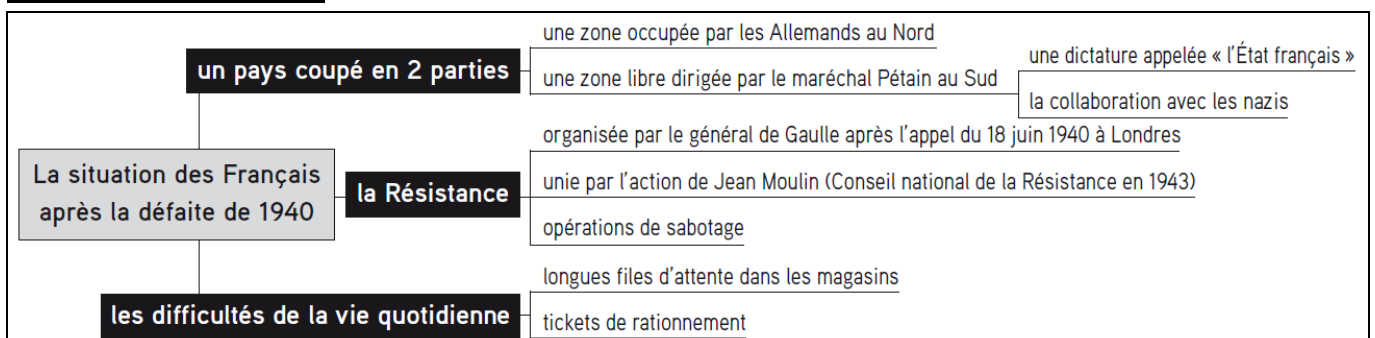 La situation des Français
après la défaite de 1940
un pays coupé en 2 parties
une zone occupée par les Allemands au Nord
une zone libre dirigée par le maréchal Pétain au Sud
une dictature appelée « l'État français »
la collaboration avec les nazis
la Résistance
organisée par le général de Gaulle après l'appel du 18 juin 1940 à Londres
unie par l'action de Jean Moulin (Conseil national de la Résistance en 1943)
opérations de sabotage
les difficultés de la vie quotidienne
longues files d'attente dans les magasins
tickets de rationnement